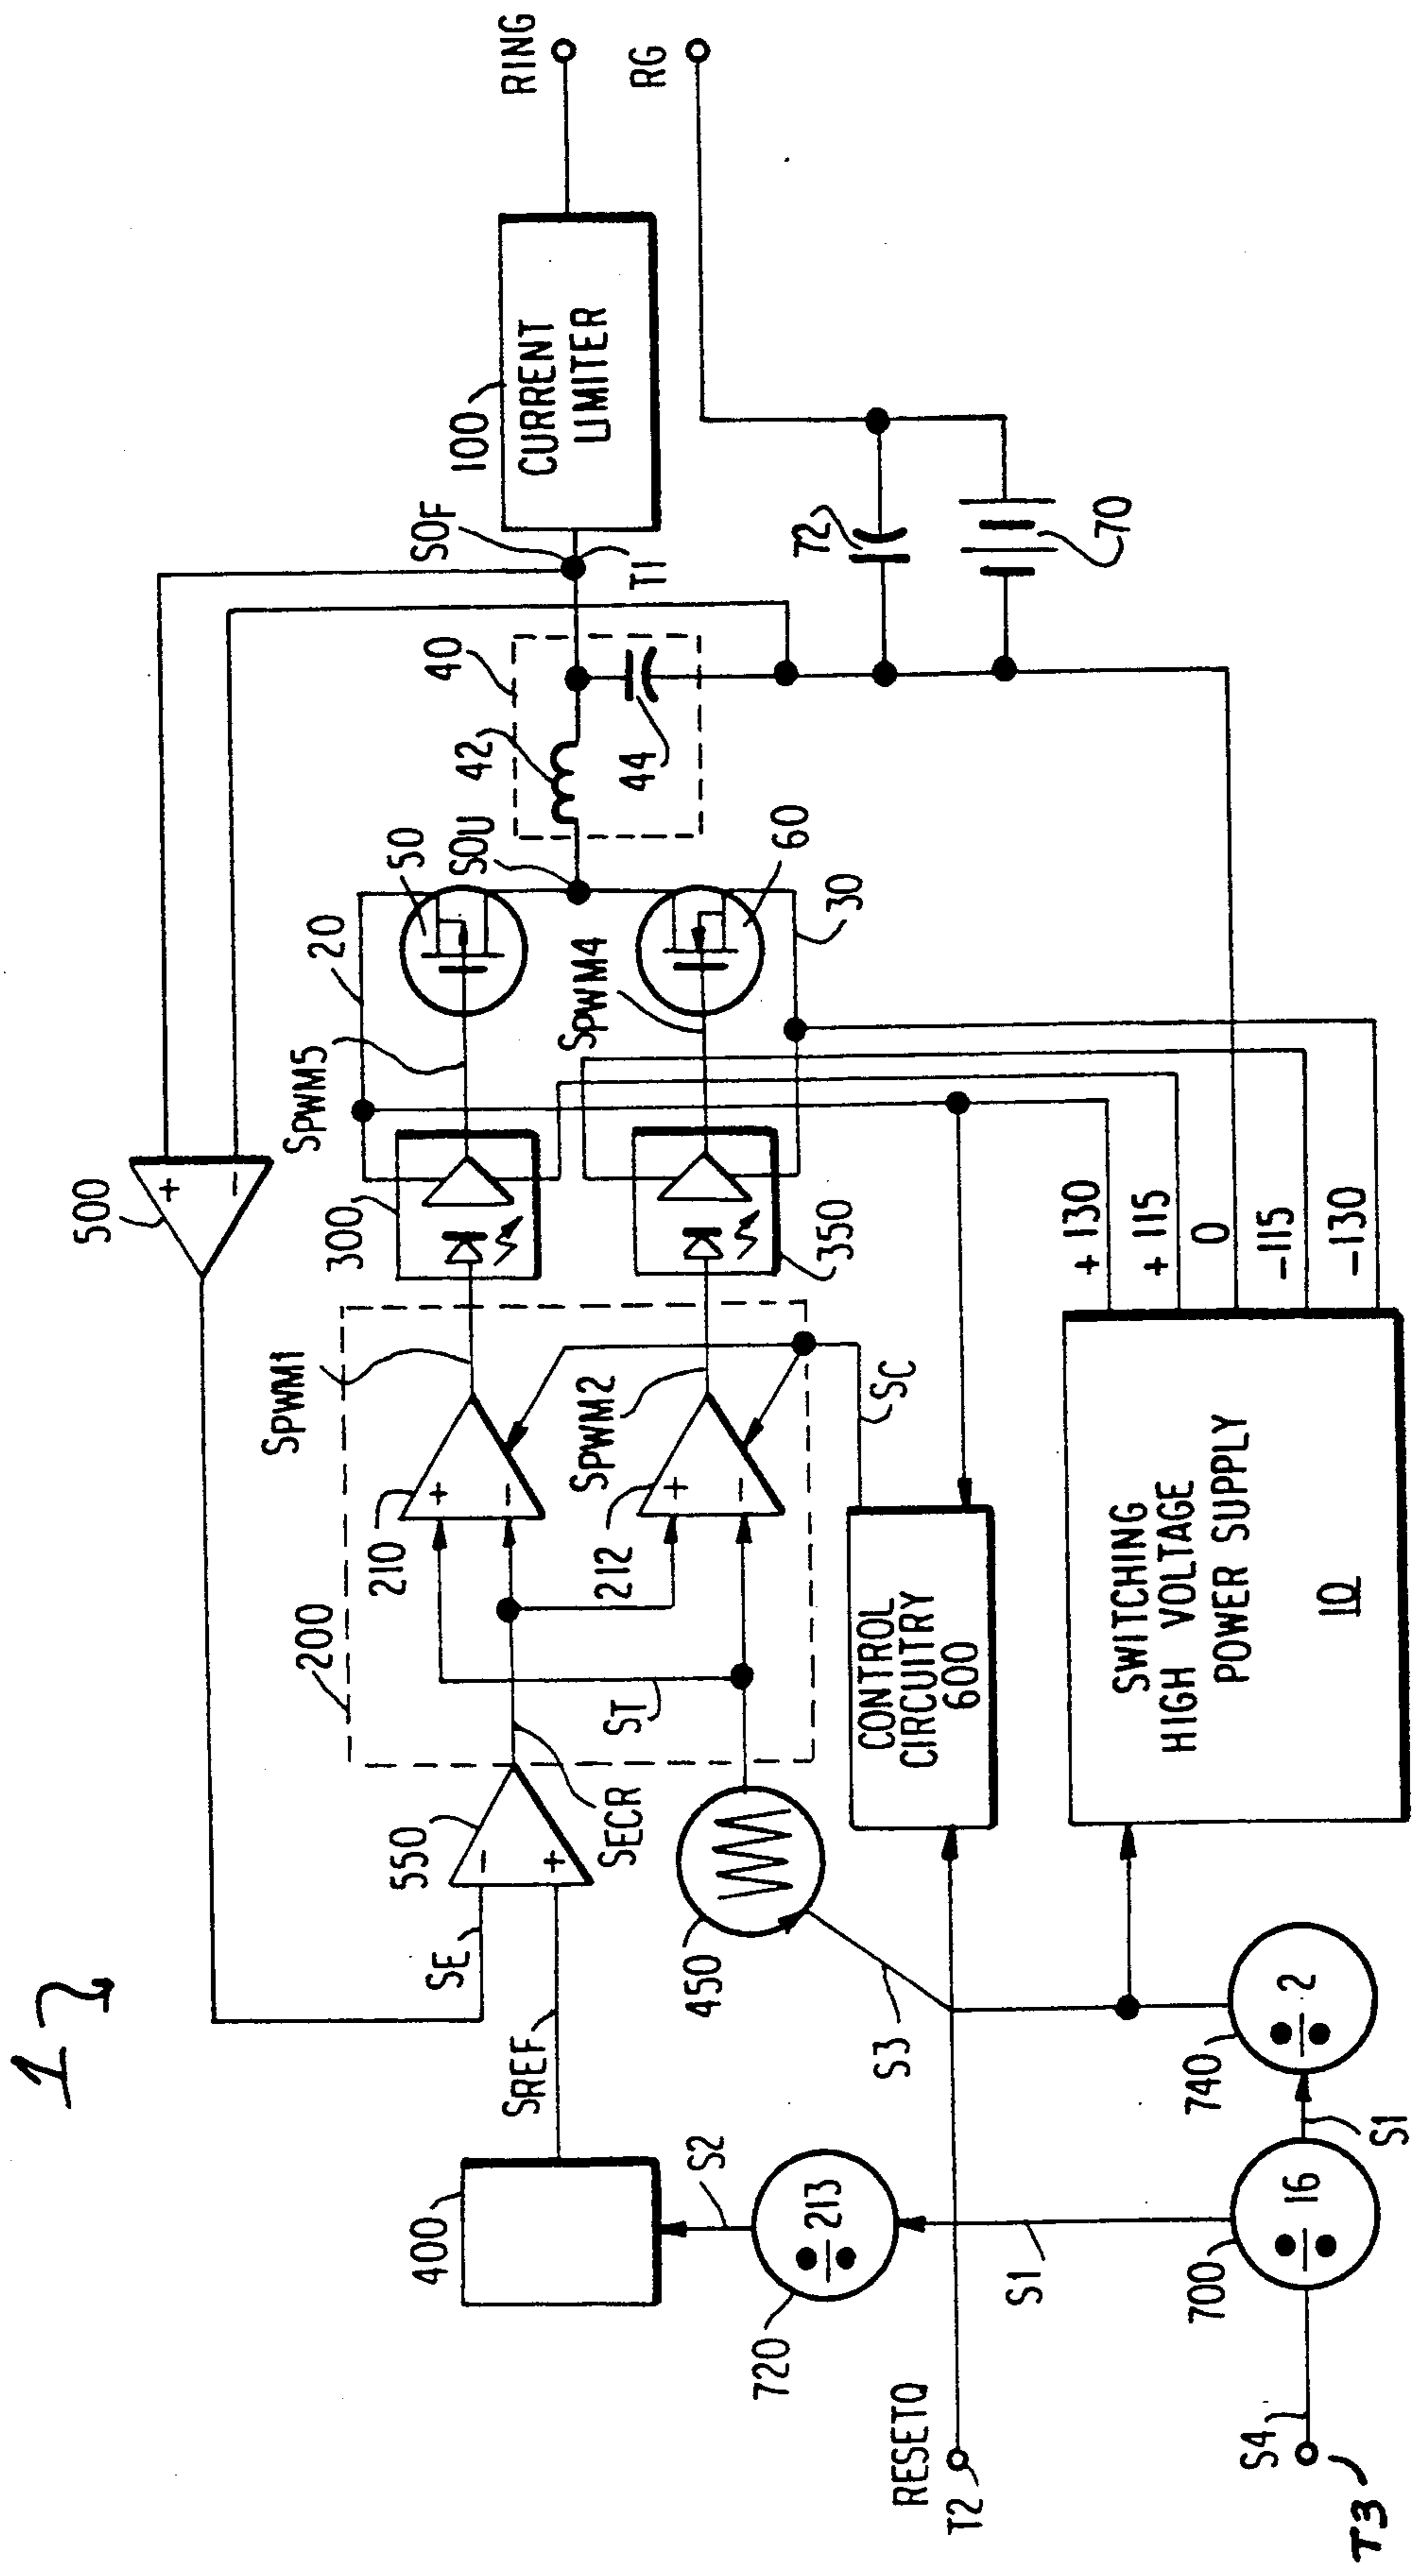 1 2
500
+
−
SE
SREF
550
−
+
SECR
400
S2
÷ 213
720
S1
RESETQ
T2
S4
T3
÷ 16
700
S1
÷ 2
740
S3
450
ST
200
210
+
−
212
+
−
SPWM1
SPWM2
SC
CONTROL
CIRCUITRY
600
SWITCHING
HIGH VOLTAGE
POWER SUPPLY
10
+130
+115
0
−115
−130
300
350
SPWM5
SPWM4
20
30
50
60
SOU
40
42
44
SOF
T1
100
CURRENT
LIMITER
72
70
RING
RG